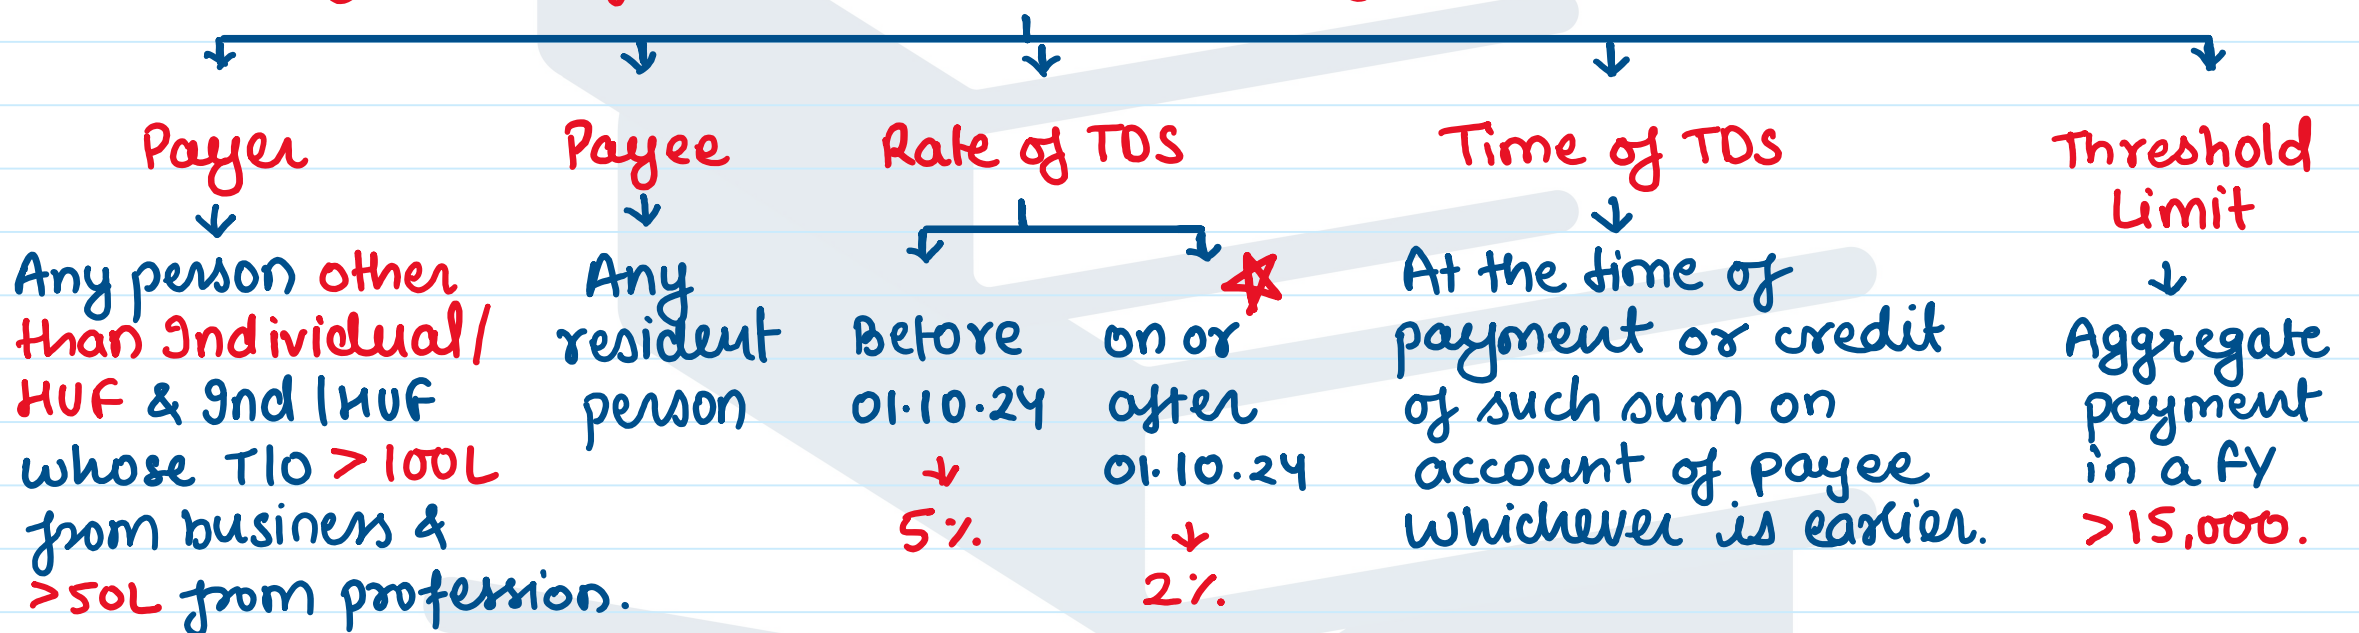 Payer
Any person other
than Individual/
HUF & Ind/HUF
whose T/O >100L
from business &
>50L from profession.
Payee
Any
resident
person
Rate of TDS
Before
01.10.24
5%.
on or
after
01.10.24
2%.
Time of TDS
At the time of
payment or credit
of such sum on
account of payee
whichever is earlier.
Threshold
Limit
Aggregate
payment
in a FY
>15,000.